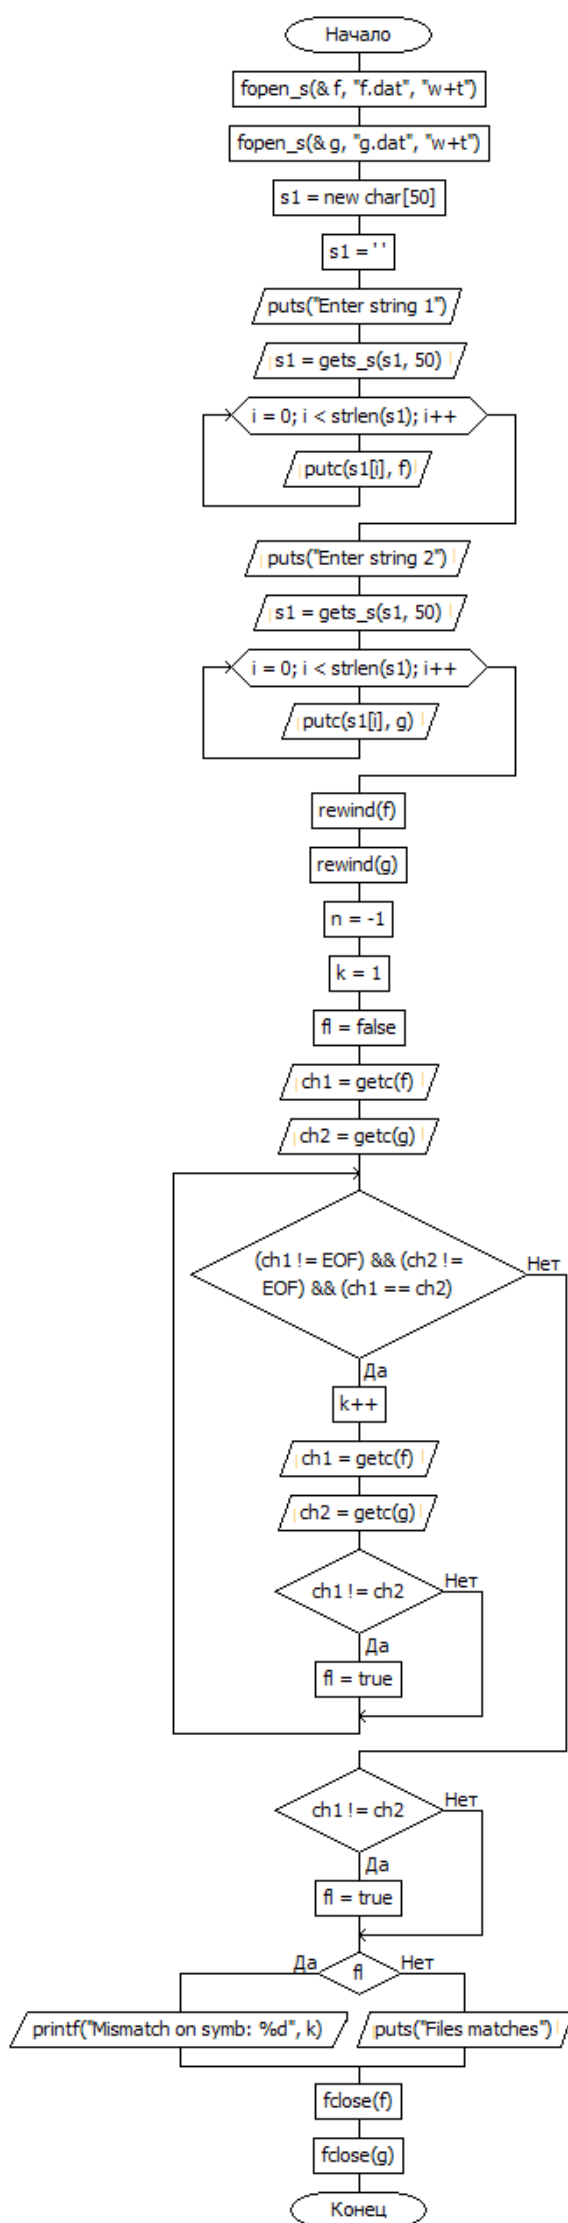 Начало
fopen_s(& f, "f.dat", "w+t")
fopen_s(& g, "g.dat", "w+t")
s1 = new char[50]
s1 = ' '
puts("Enter string 1")
s1 = gets_s(s1, 50)
i = 0; i < strlen(s1); i++
putc(s1[i], f)
puts("Enter string 2")
s1 = gets_s(s1, 50)
i = 0; i < strlen(s1); i++
putc(s1[i], g)
rewind(f)
rewind(g)
n = -1
k = 1
fl = false
ch1 = getc(f)
ch2 = getc(g)
(ch1 != EOF) && (ch2 !=
EOF) && (ch1 == ch2)
Нет
Да
k++
ch1 = getc(f)
ch2 = getc(g)
ch1 != ch2
Нет
Да
fl = true
ch1 != ch2
Нет
Да
fl = true
Да
fl
Нет
printf("Mismatch on symb: %d", k)
puts("Files matches")
fclose(f)
fclose(g)
Конец